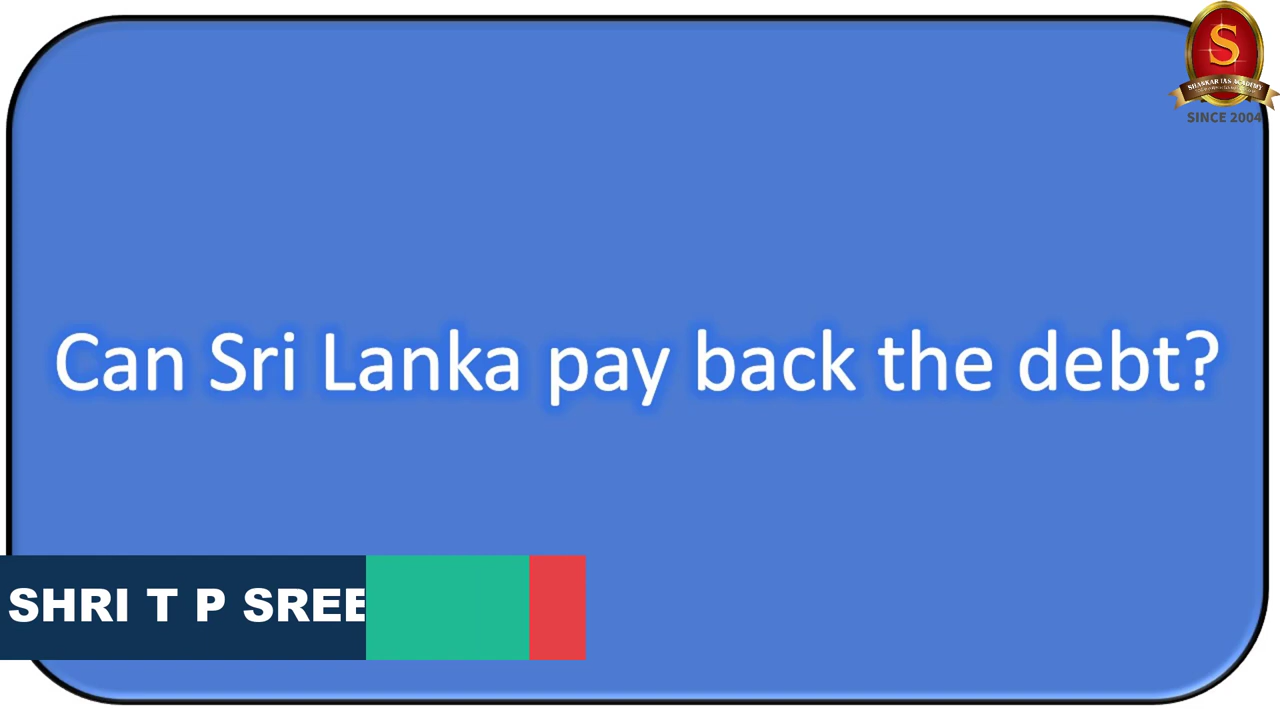 S
SHANKAR IAS ACADEMY
SINCE 2004
Can Sri Lanka pay back the debt?
SHRI T P SREE